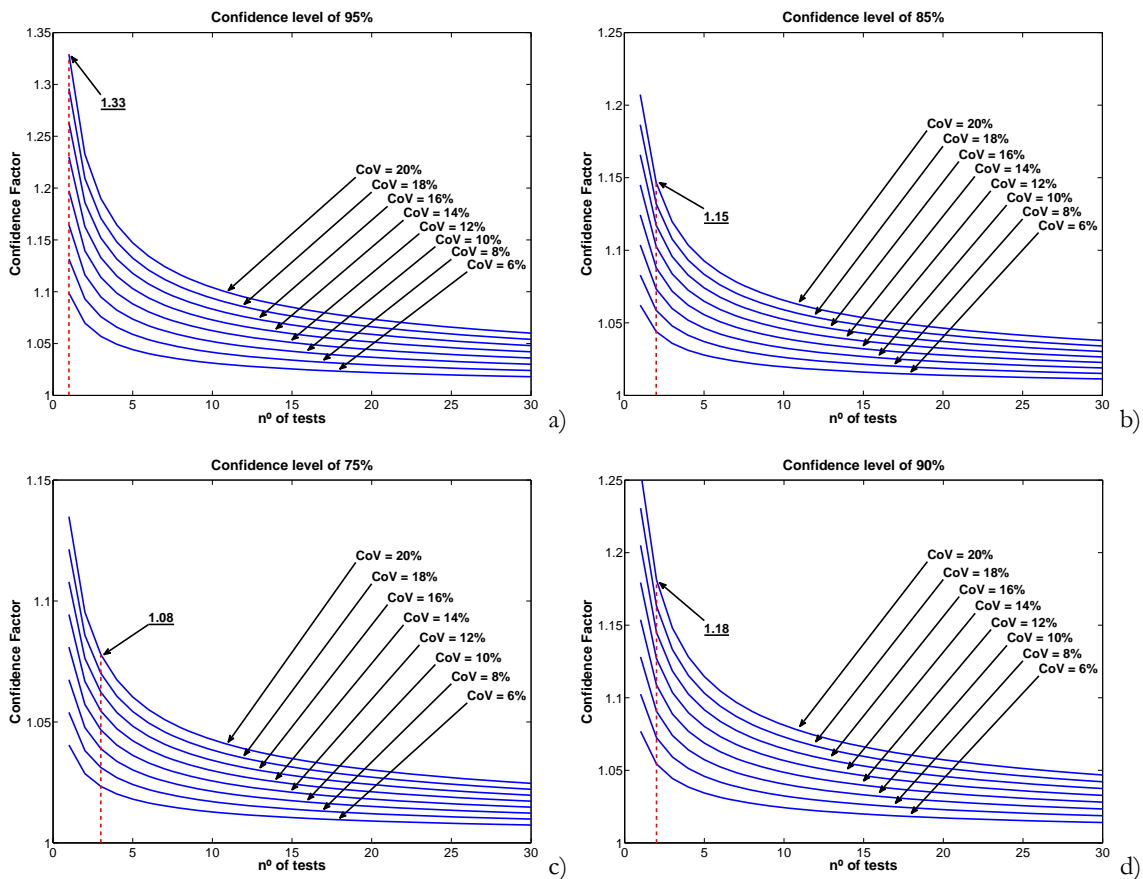 Confidence level of 95%
1.35
1.3
1.25
1.2
1.15
1.1
1.05
1
0
5
10
15
20
25
30
Confidence Factor
nº of tests
1.33
CoV = 20%
CoV = 18%
CoV = 16%
CoV = 14%
CoV = 12%
CoV = 10%
CoV = 8%
CoV = 6%
a)
Confidence level of 85%
1.25
1.2
1.15
1.1
1.05
1
0
5
10
15
20
25
30
Confidence Factor
nº of tests
1.15
CoV = 20%
CoV = 18%
CoV = 16%
CoV = 14%
CoV = 12%
CoV = 10%
CoV = 8%
CoV = 6%
b)
Confidence level of 75%
1.15
1.1
1.05
1
0
5
10
15
20
25
30
Confidence Factor
nº of tests
1.08
CoV = 20%
CoV = 18%
CoV = 16%
CoV = 14%
CoV = 12%
CoV = 10%
CoV = 8%
CoV = 6%
c)
Confidence level of 90%
1.25
1.2
1.15
1.1
1.05
1
0
5
10
15
20
25
30
Confidence Factor
nº of tests
1.18
CoV = 20%
CoV = 18%
CoV = 16%
CoV = 14%
CoV = 12%
CoV = 10%
CoV = 8%
CoV = 6%
d)